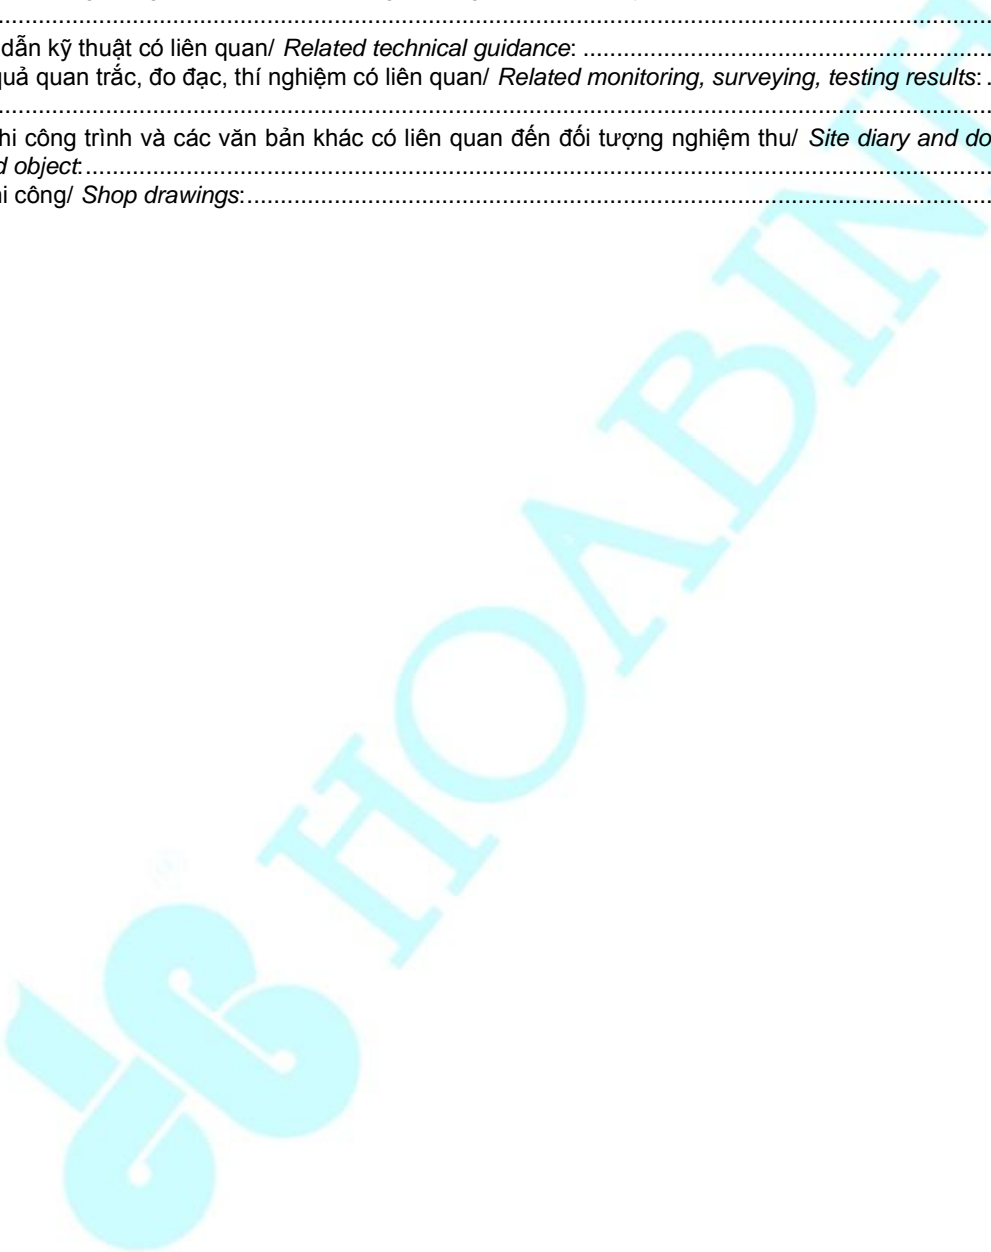 dẫn kỹ thuật có liên quan/ Related technical guidance: ....................................................................
quả quan trắc, đo đạc, thí nghiệm có liên quan/ Related monitoring, surveying, testing results: .
....................................................................................................................................................................
hi công trình và các văn bản khác có liên quan đến đối tượng nghiệm thu/ Site diary and do
d object:....................................................................................................................................................
ni công/ Shop drawings:............................................................................................................................
HOABIN